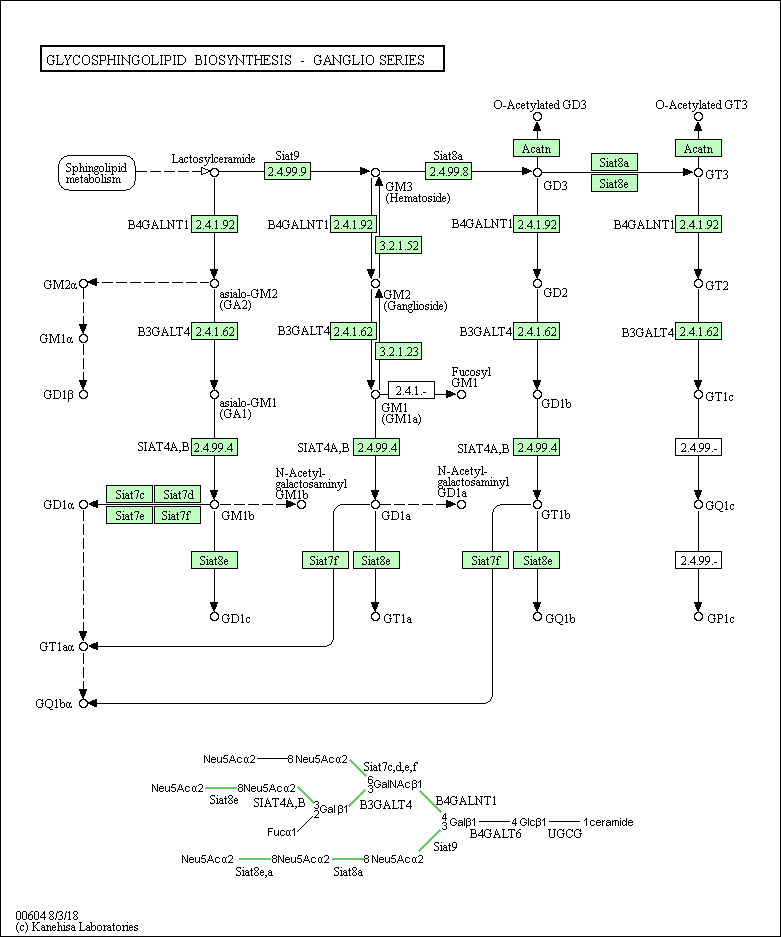 GLYCOSPHINGOLIPID BIOSYNTHESIS - GANGLIO SERIES
O-Acetylated GD3
O-Acetylated GT3
Acatn
Acatn
Sphingolipid
metabolism
Lactosylceramide
Siat9
2.4.99.9
Siat8a
2.4.99.8
Siat8a
Siat8e
GM3
(Hematoside)
GD3
GT3
B4GALNT1 2.4.1.92
B4GALNT1 2.4.1.92
B4GALNT1 2.4.1.92
B4GALNT1 2.4.1.92
3.2.1.52
GM2α
asialo-GM2
(GA2)
GM2
(Ganglioside)
GD2
GT2
GM1α
B3GALT4 2.4.1.62
B3GALT4 2.4.1.62
B3GALT4 2.4.1.62
B3GALT4 2.4.1.62
3.2.1.23
Fucosyl
GM1
2.4.1.-
GD1β
asialo-GM1
(GA1)
GM1
(GM1a)
GD1b
GT1c
SIAT4A,B 2.4.99.4
SIAT4A,B 2.4.99.4
SIAT4A,B 2.4.99.4
2.4.99.-
N-Acetyl-
galactosaminyl
GM1b
N-Acetyl-
galactosaminyl
GD1a
Siat7c Siat7d
Siat7e Siat7f
GD1α
GM1b
GD1a
GT1b
GQ1c
Siat8e
Siat7f Siat8e
Siat7f Siat8e
2.4.99.-
GD1c
GT1a
GQ1b
GP1c
GT1aα
GQ1bα
Neu5Acα2 8 Neu5Acα2
Siat7c,d,e,f
Neu5Acα2 8Neu5Acα2
6
3 GalNAcβ1
Siat8e
SIAT4A,B
3
2 Galβ1
B3GALT4
B4GALNT1
Fucα1
4
3 Galβ1 4 Glcβ1 1ceramide
B4GALT6
UGCG
Siat9
Neu5Acα2 8Neu5Acα2 8 Neu5Acα2
Siat8e,a
Siat8a
00604 8/3/18
(c) Kanehisa Laboratories